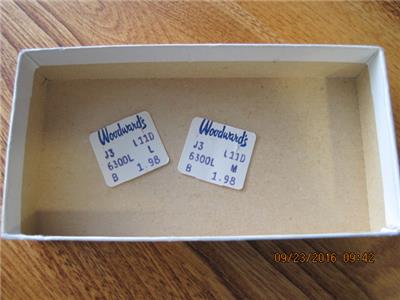 Woodward's
J3 L11D
6300L L
B 1.98
Woodward's
J3 L11D
6300L M
B 1.98
09/23/2016 09:42